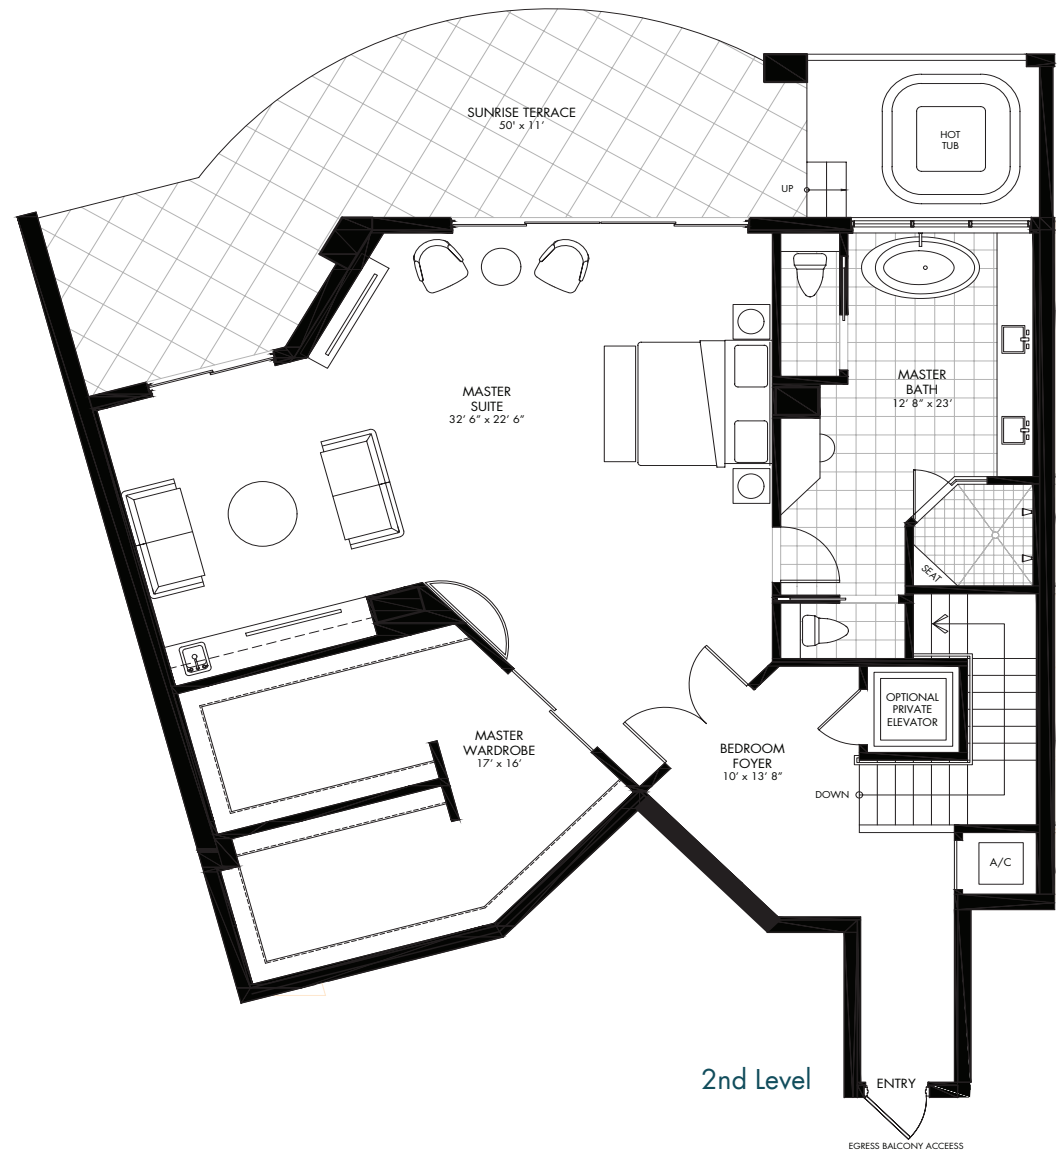 SUNRISE TERRACE
50' x 11'
HOT
TUB
UP
MASTER
SUITE
32' 6" x 22' 6"
MASTER
BATH
12' 8" x 23'
SEAT
OPTIONAL
PRIVATE
ELEVATOR
MASTER
WARDROBE
17' x 16'
BEDROOM
FOYER
10' x 13' 8"
DOWN
A/C
2nd Level
ENTRY
EGRESS BALCONY ACCEESS